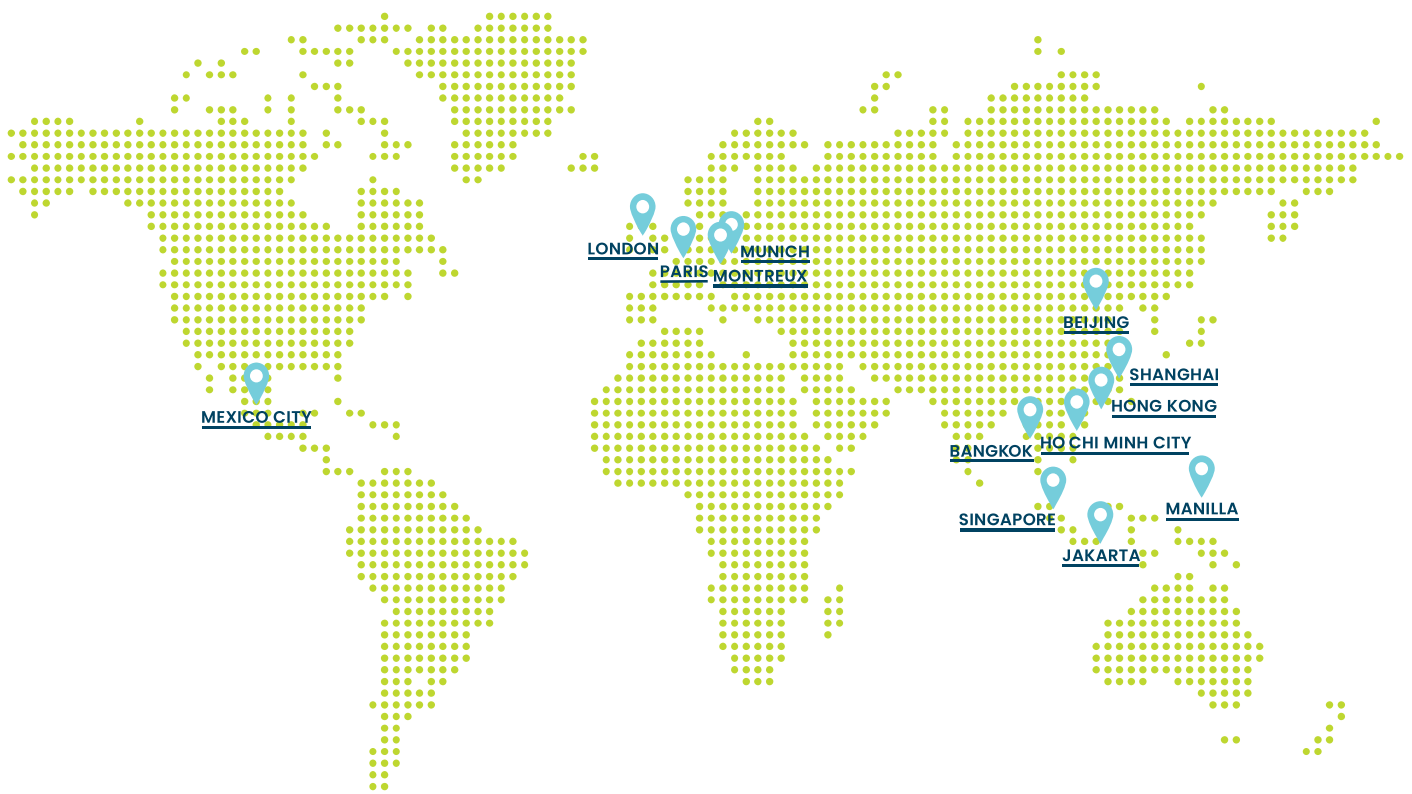 LONDON
MUNICH
PARIS
MONTREUX
BEIJING
SHANGHAI
HONG KONG
MEXICO CITY
HO CHI MINH CITY
BANGKOK
MANILLA
SINGAPORE
JAKARTA